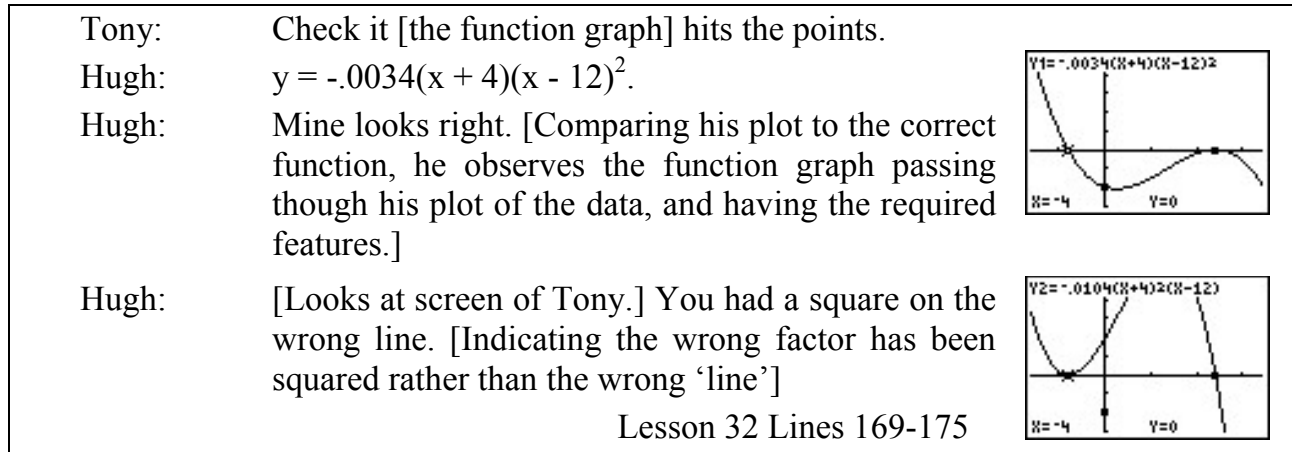 Tony: Check it [the function graph] hits the points.
Hugh: y = -.0034(x + 4)(x - 12)².
Hugh: Mine looks right. [Comparing his plot to the correct
function, he observes the function graph passing
though his plot of the data, and having the required
features.]
Y1=-.0034(X+4)(X-12)2
X=-4 Y=0
Hugh: [Looks at screen of Tony.] You had a square on the
wrong line. [Indicating the wrong factor has been
squared rather than the wrong ‘line’]
Lesson 32 Lines 169-175
Y2=-.0104(X+4)2(X-12)
X=-4 Y=0